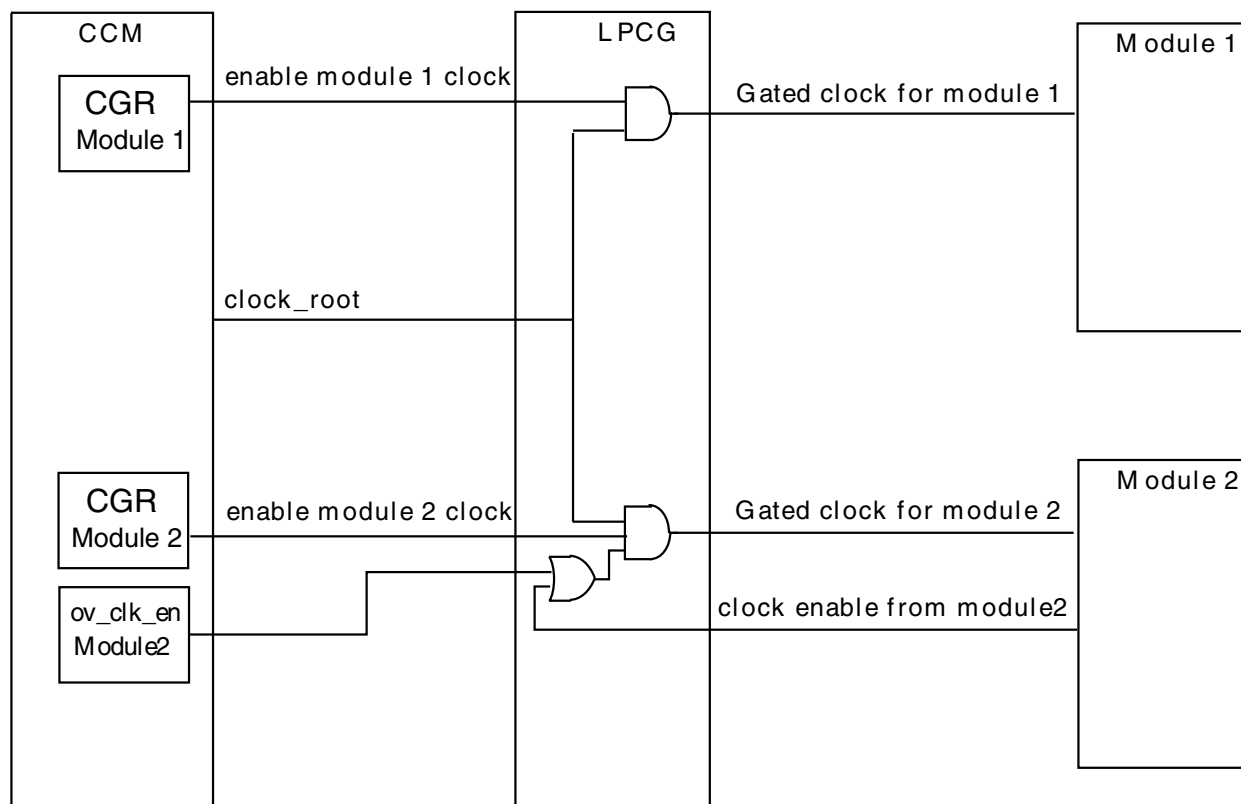 CCM
LPCG
Module 1
enable module 1 clock
CGR
Module 1
Gated clock for module 1
clock_root
Module 2
CGR
Module 2
enable module 2 clock
Gated clock for module 2
ov_clk_en
Module2
clock enable from module2